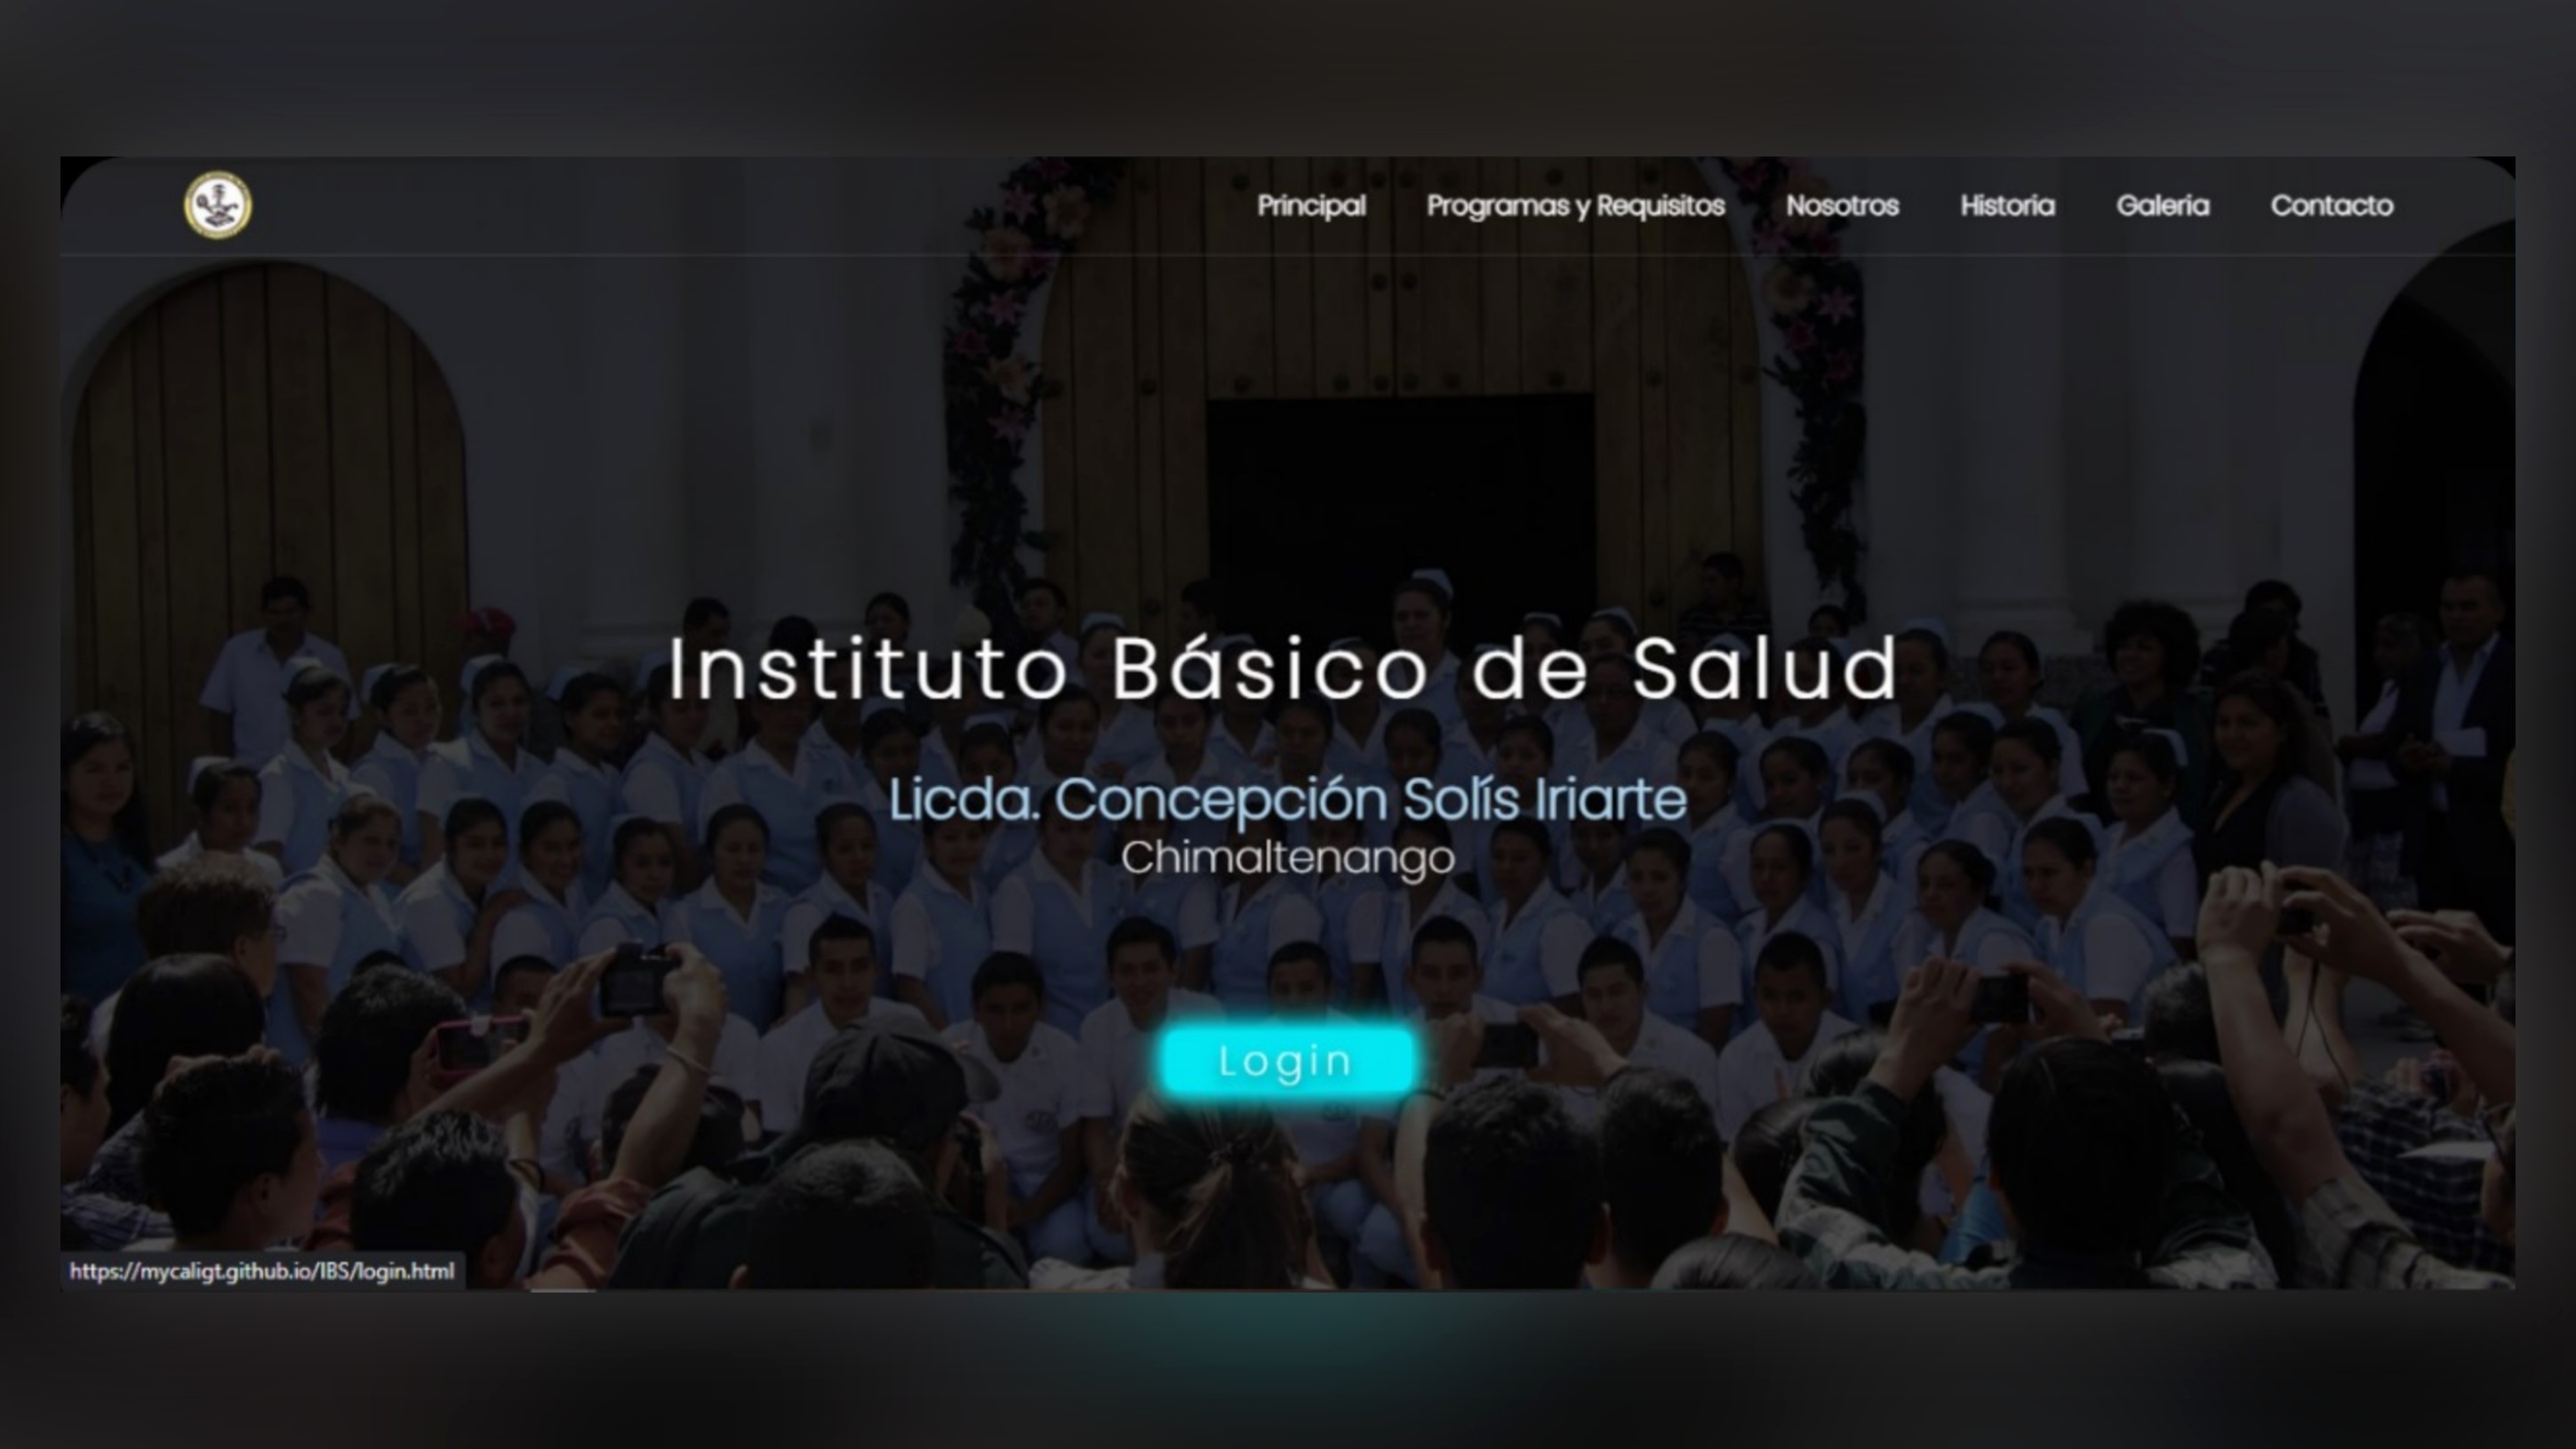 Principal Programas y Requisitos Nosotros Historia Galeria Contacto
Instituto Básico de Salud
Licda. Concepción Solís Iriarte
Chimaltenango
Login
https://mycaligt.github.io/IBS/login.html